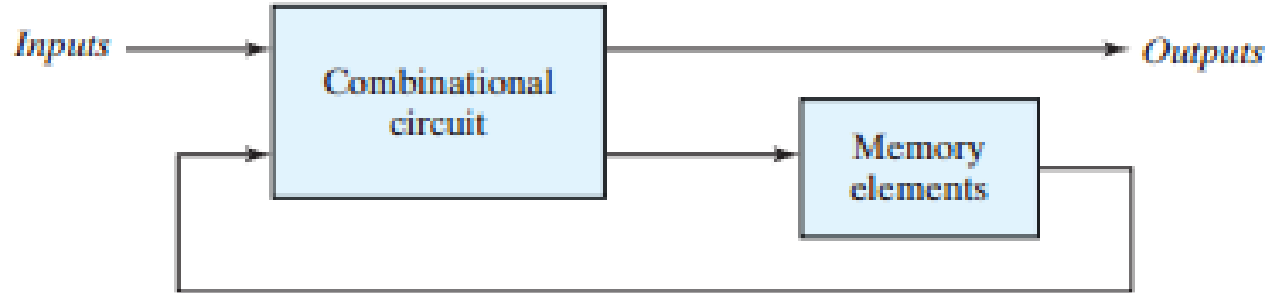 Inputs
Combinational
circuit
Outputs
Memory
elements